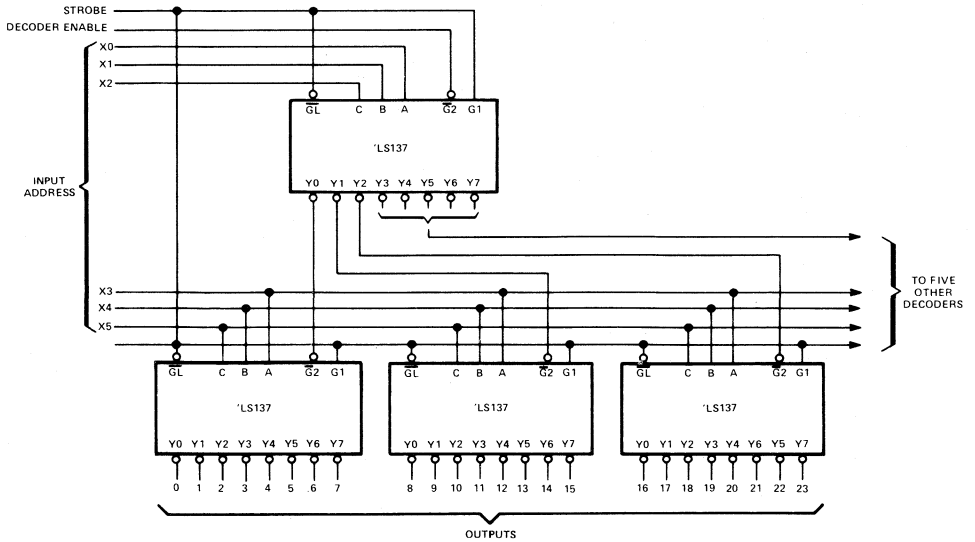 STROBE
DECODER ENABLE
X0
X1
X2
GL C B A G2 G1
'LS137
Y0 Y1 Y2 Y3 Y4 Y5 Y6 Y7
INPUT
ADDRESS
X3
X4
X5
TO FIVE
OTHER
DECODERS
GL C B A G2 G1
'LS137
Y0 Y1 Y2 Y3 Y4 Y5 Y6 Y7
0 1 2 3 4 5 .6 7
GL C B A G2 G1
'LS137
Y0 Y1 Y2 Y3 Y4 Y5 Y6 Y7
8 9 10 11 12 13 14 15
GL C B A G2 G1
'LS137
Y0 Y1 Y2 Y3 Y4 Y6 Y5 Y7
16 17 18 19 20 21 22 23
OUTPUTS